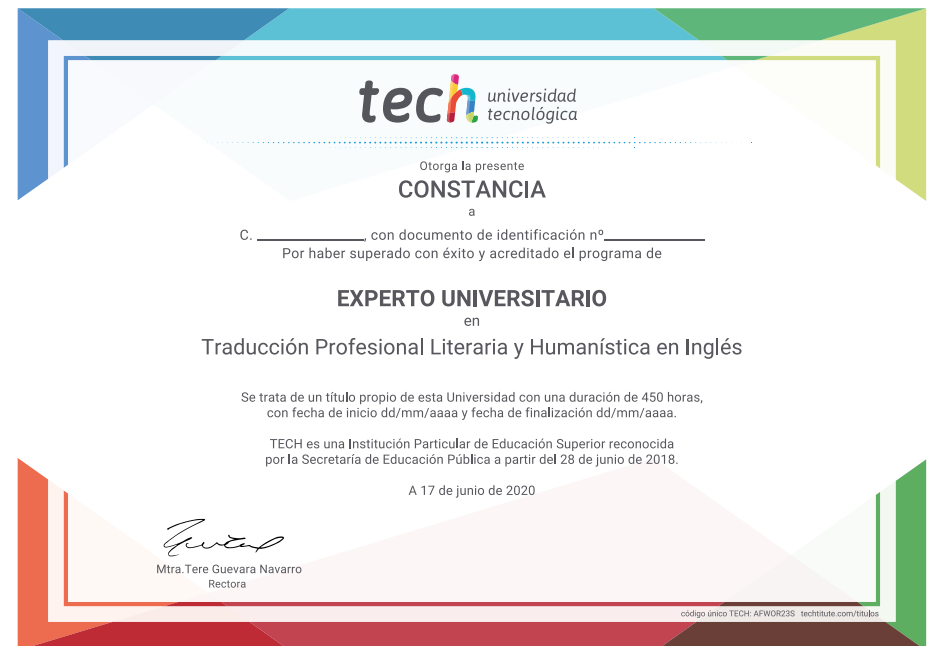 tech universidad
tecnológica
Otorga la presente
CONSTANCIA
a
C. ____________, con documento de identificación nº____________
Por haber superado con éxito y acreditado el programa de
EXPERTO UNIVERSITARIO
en
Traducción Profesional Literaria y Humanística en Inglés
Se trata de un título propio de esta Universidad con una duración de 450 horas,
con fecha de inicio dd/mm/aaaa y fecha de finalización dd/mm/aaaa.
TECH es una Institución Particular de Educación Superior reconocida
por la Secretaría de Educación Pública a partir del 28 de junio de 2018.
A 17 de junio de 2020
Mtra.Tere Guevara Navarro
Rectora
código único TECH: AFWOR23S techtitute.com/titulos